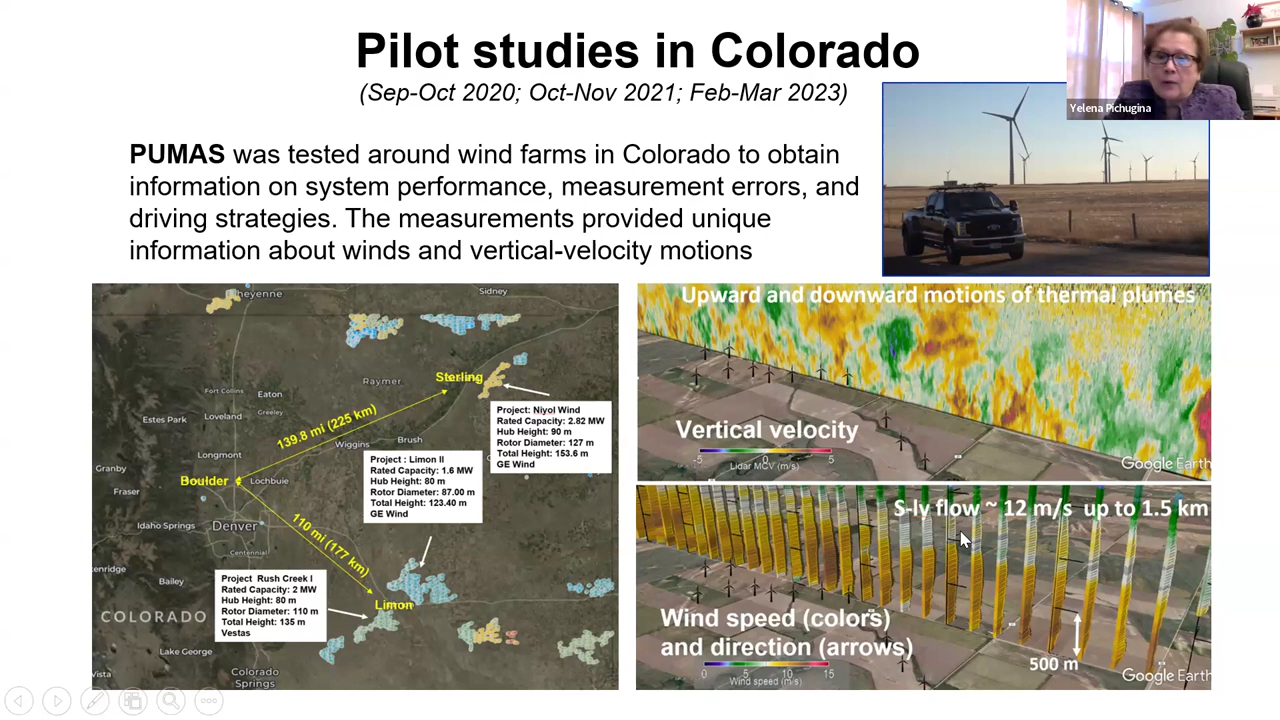 Pilot studies in Colorado
(Sep-Oct 2020; Oct-Nov 2021; Feb-Mar 2023)
Yelena Pichugina
PUMAS was tested around wind farms in Colorado to obtain
information on system performance, measurement errors, and
driving strategies. The measurements provided unique
information about winds and vertical-velocity motions
Cheyenne
Sidney
Sterling
Raymer
Fort Collins
Eaton
Estes Park
Loveland
Greeley
139.8 mi (225 km)
Wiggins
Brush
Longmont
Granby
Boulder
Lochbuie
Fraser
Idaho Springs
Denver
Centennial
110 mi (177 km)
Bailey
COLORADO
Limon
Lake George
Colorado
Springs
Project: Niyol Wind
Rated Capacity: 2.82 MW
Hub Height: 90 m
Rotor Diameter: 127 m
Total Height: 153.6 m
GE Wind
Project : Limon II
Rated Capacity: 1.6 MW
Hub Height: 80 m
Rotor Diameter: 87.00 m
Total Height: 123.40 m
GE Wind
Project Rush Creek I
Rated Capacity: 2 MW
Hub Height: 80 m
Rotor Diameter: 110 m
Total Height: 135 m
Vestas
Upward and downward motions of thermal plumes
Vertical velocity
-5 0 5
Lidar MCV (m/s)
Google Earth
S-ly flow ~ 12 m/s up to 1.5 km
Wind speed (colors)
and direction (arrows)
0 5 10 15
Wind speed (m/s)
500 m
Google Earth